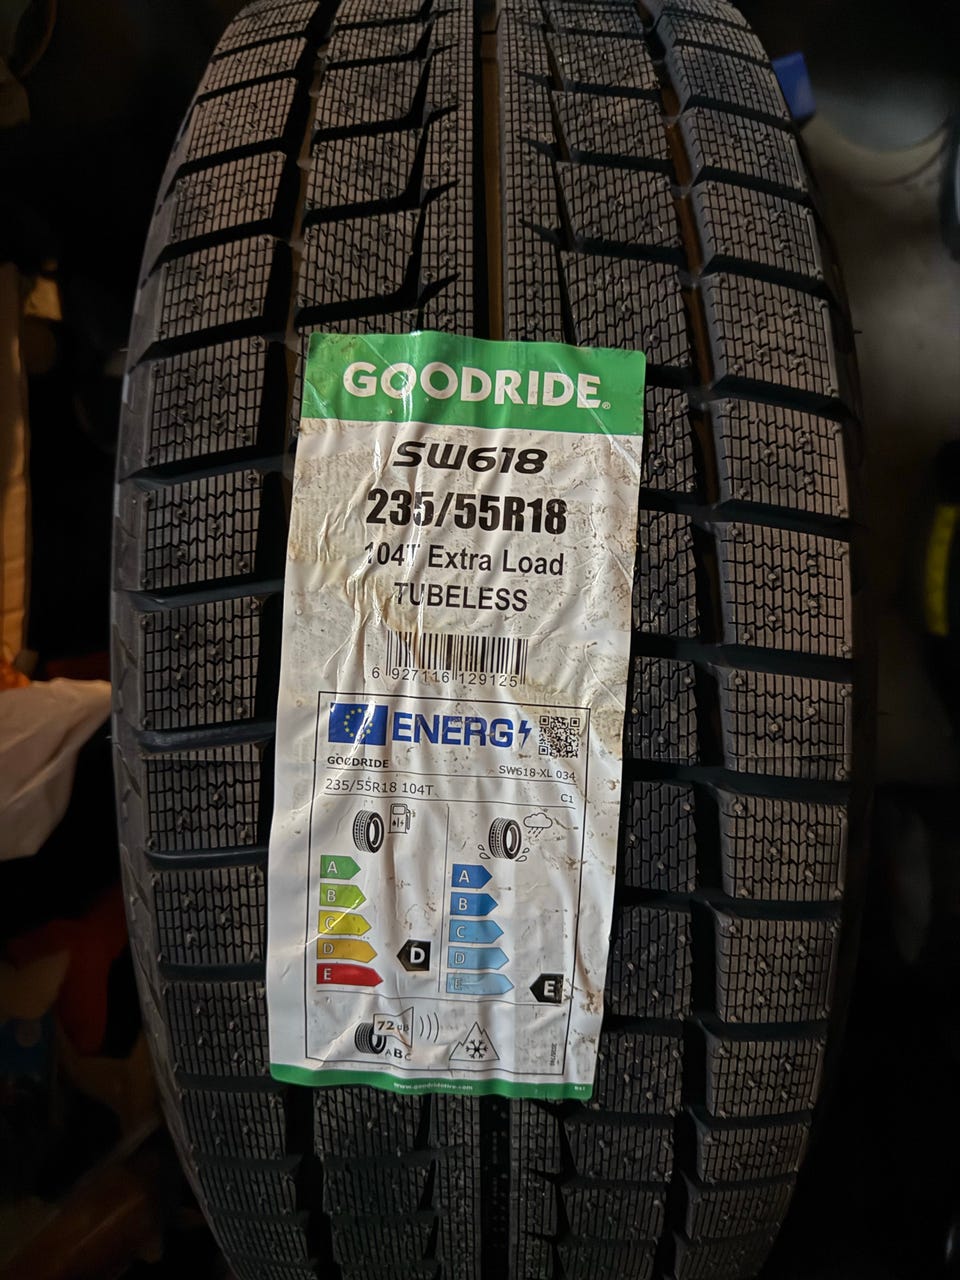 GOODRIDE®
SW618
235/55R18
104T Extra Load
TUBELESS
6 927116 129125
ENERG
GOODRIDE
SW618-XL 034
235/55R18 104T
C1
A
B
C
D
E
D
A
B
C
D
E
E
72 dB
ABC
www.goodridetire.com